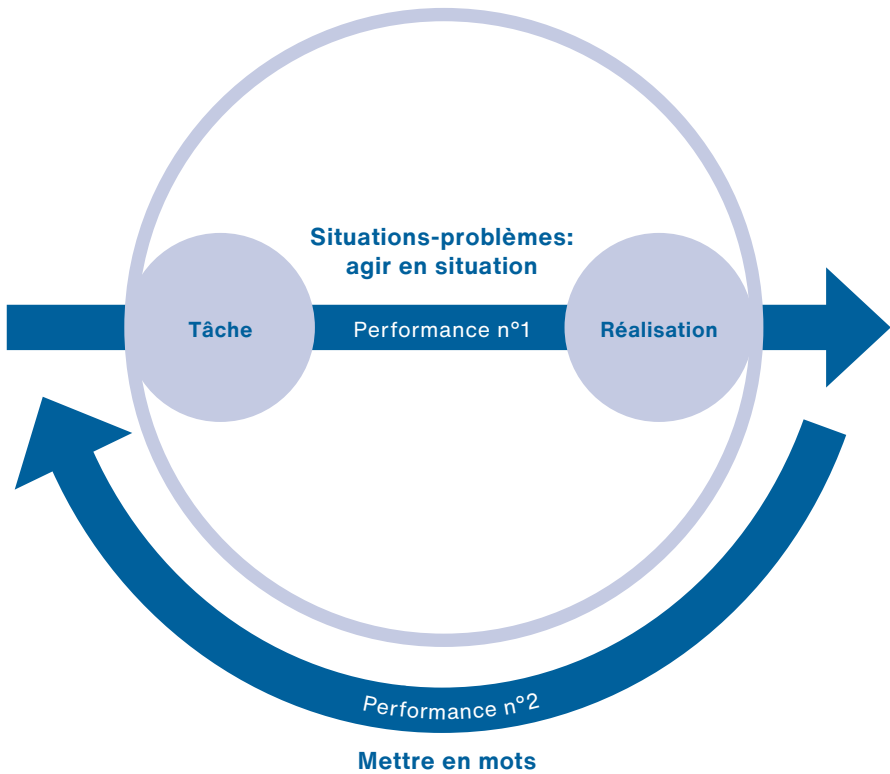 Situations-problèmes:
agir en situation
Tâche
Performance n°1
Réalisation
Performance n°2
Mettre en mots